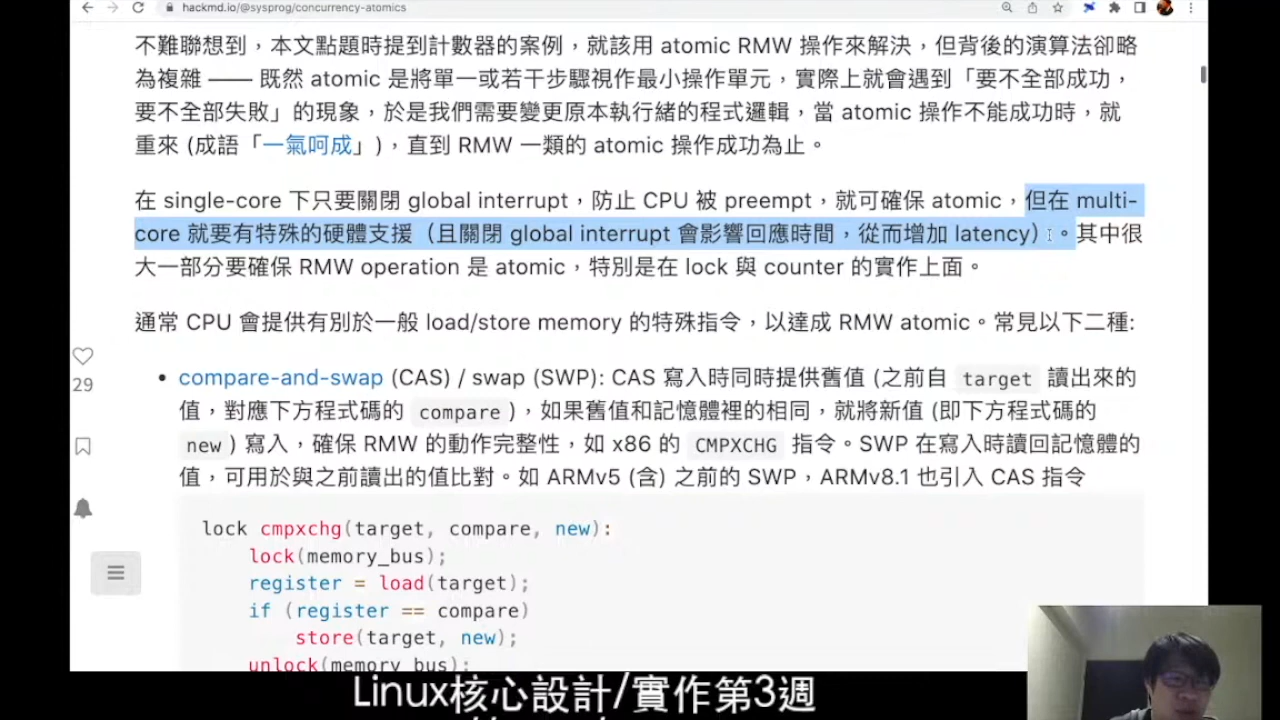 hackmd.io/@sysprog/concurrency-atomics
不難聯想到，本文點題時提到計數器的案例，就該用 atomic RMW 操作來解決，但背後的演算法卻略
為複雜 —— 既然 atomic 是將單一或若干步驟視作最小操作單元，實際上就會遇到「要不全部成功，
要不全部失敗」的現象，於是我們需要變更原本執行緒的程式邏輯，當 atomic 操作不能成功時，就
重來 (成語「一氣呵成」)，直到 RMW 一類的 atomic 操作成功為止。
在 single-core 下只要關閉 global interrupt，防止 CPU 被 preempt，就可確保 atomic，但在 multi-
core 就要有特殊的硬體支援（且關閉 global interrupt 會影響回應時間，從而增加 latency）。其中很
大一部分要確保 RMW operation 是 atomic，特別是在 lock 與 counter 的實作上面。
通常 CPU 會提供有別於一般 load/store memory 的特殊指令，以達成 RMW atomic。常見以下二種:
29
• compare-and-swap (CAS) / swap (SWP): CAS 寫入時同時提供舊值 (之前自 target 讀出來的
值，對應下方程式碼的 compare )，如果舊值和記憶體裡的相同，就將新值 (即下方程式碼的
new ) 寫入，確保 RMW 的動作完整性，如 x86 的 CMPXCHG 指令。SWP 在寫入時讀回記憶體的
值，可用於與之前讀出的值比對。如 ARMv5 (含) 之前的 SWP，ARMv8.1 也引入 CAS 指令
lock cmpxchg(target, compare, new):
lock(memory_bus);
register = load(target);
if (register == compare)
store(target, new);
unlock(memory_bus);
Linux核心設計/實作第3週